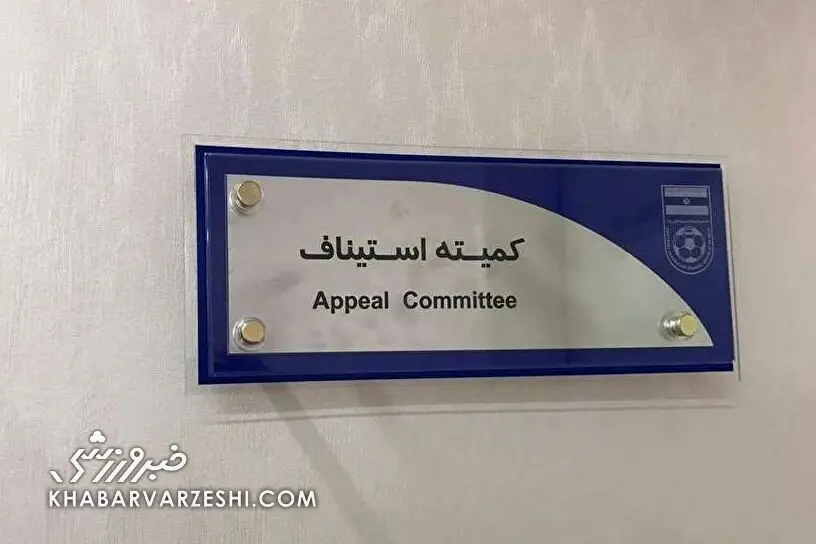 کمیته استیناف
Appeal Committee
خبرورزشی
KHABARVARZESHI.COM